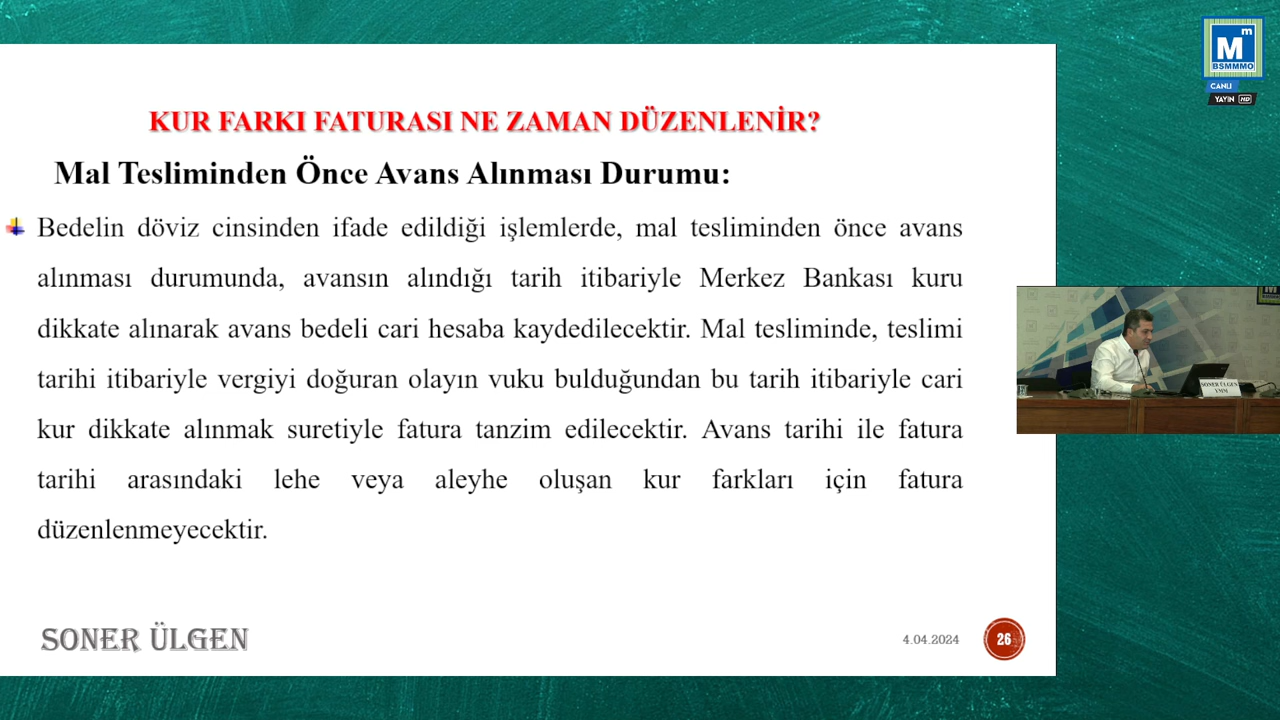 M m
BSMMMO
CANLI
YAYIN HD
KUR FARKI FATURASI NE ZAMAN DÜZENLENİR?
Mal Tesliminden Önce Avans Alınması Durumu:
Bedelin döviz cinsinden ifade edildiği işlemlerde, mal tesliminden önce avans
alınması durumunda, avansın alındığı tarih itibariyle Merkez Bankası kuru
dikkate alınarak avans bedeli cari hesaba kaydedilecektir. Mal tesliminde, teslimi
tarihi itibariyle vergiyi doğuran olayın vuku bulduğundan bu tarih itibariyle cari
kur dikkate alınmak suretiyle fatura tanzim edilecektir. Avans tarihi ile fatura
tarihi arasındaki lehe veya aleyhe oluşan kur farkları için fatura
düzenlenmeyecektir.
SONER ÜLGEN
YMM
SONER ÜLGEN
4.04.2024
26